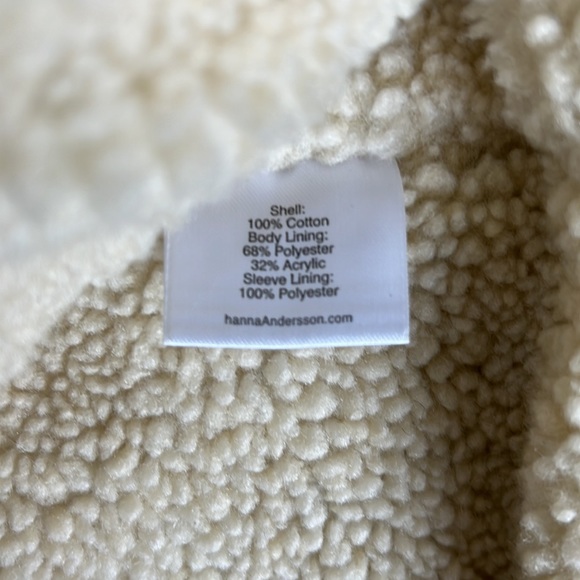 Shell:
100% Cotton
Body Lining:
68% Polyester
32% Acrylic
Sleeve Lining:
100% Polyester
hannaAndersson.com